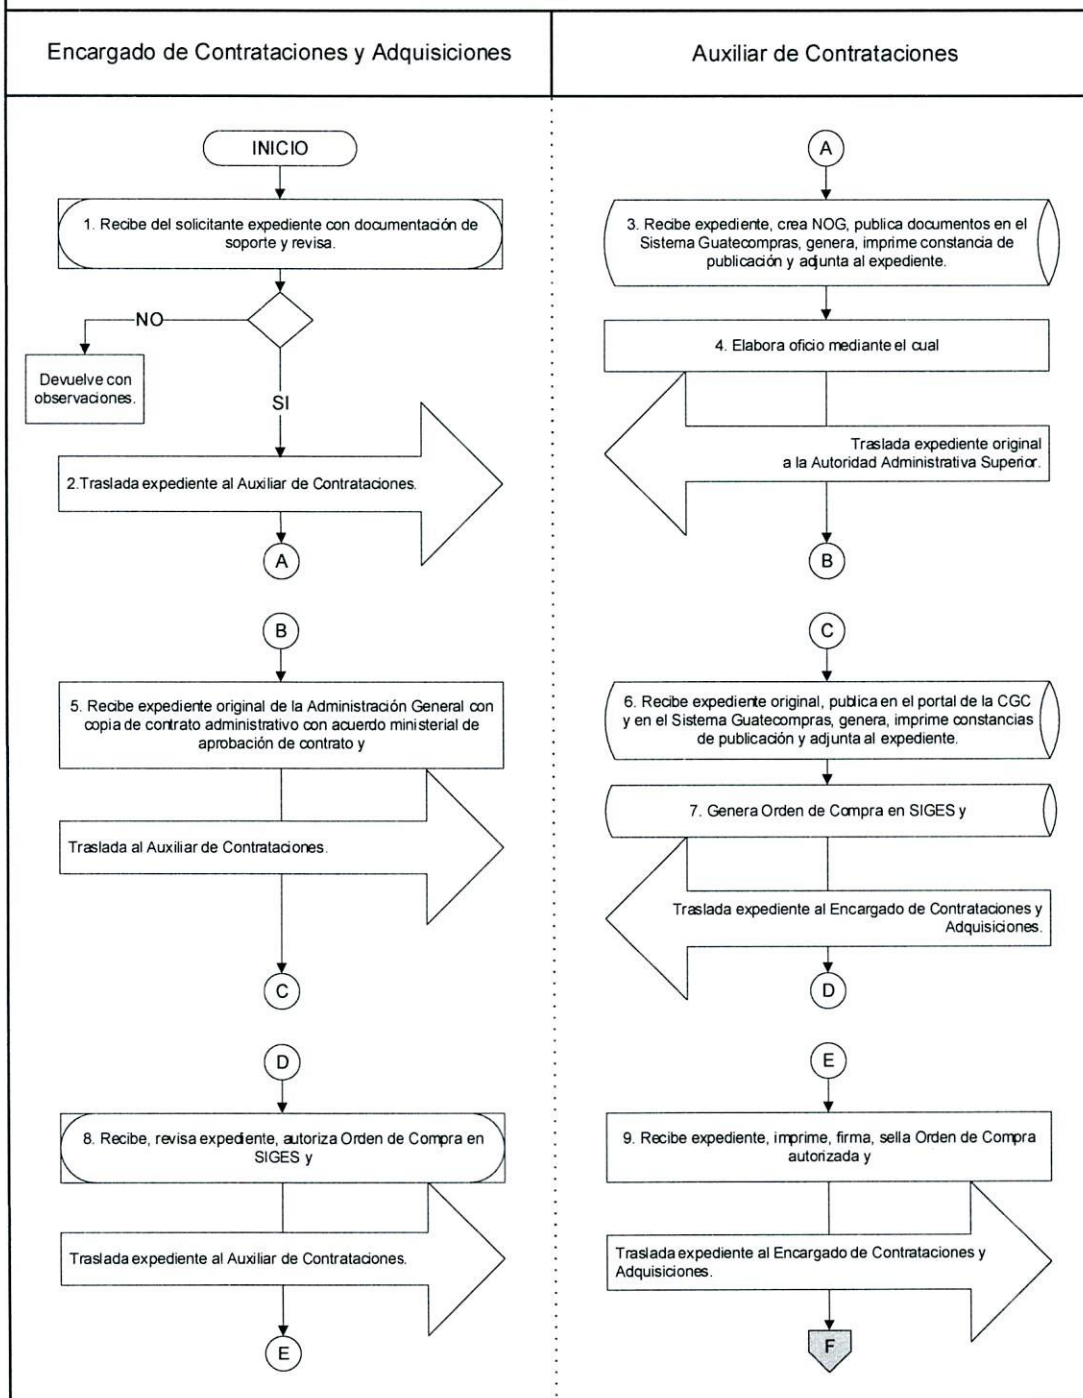 Encargado de Contrataciones y Adquisiciones
Auxiliar de Contrataciones
INICIO
1. Recibe del solicitante expediente con documentación de
soporte y revisa.
NO
Devuelve con
observaciones.
SI
2.Traslada expediente al Auxiliar de Contrataciones.
A
A
3. Recibe expediente, crea NOG, publica documentos en el
Sistema Guatecompras, genera, imprime constancia de
publicación y adjunta al expediente.
4. Elabora oficio mediante el cual
Traslada expediente original
a la Autoridad Administrativa Superior.
B
B
5. Recibe expediente original de la Administración General con
copia de contrato administrativo con acuerdo ministerial de
aprobación de contrato y
Traslada al Auxiliar de Contrataciones.
C
C
6. Recibe expediente original, publica en el portal de la CGC
y en el Sistema Guatecompras, genera, imprime constancias
de publicación y adjunta al expediente.
7. Genera Orden de Compra en SIGES y
Traslada expediente al Encargado de Contrataciones y
Adquisiciones.
D
D
8. Recibe, revisa expediente, autoriza Orden de Compra en
SIGES y
Traslada expediente al Auxiliar de Contrataciones.
E
E
9. Recibe expediente, imprime, firma, sella Orden de Compra
autorizada y
Traslada expediente al Encargado de Contrataciones y
Adquisiciones.
F